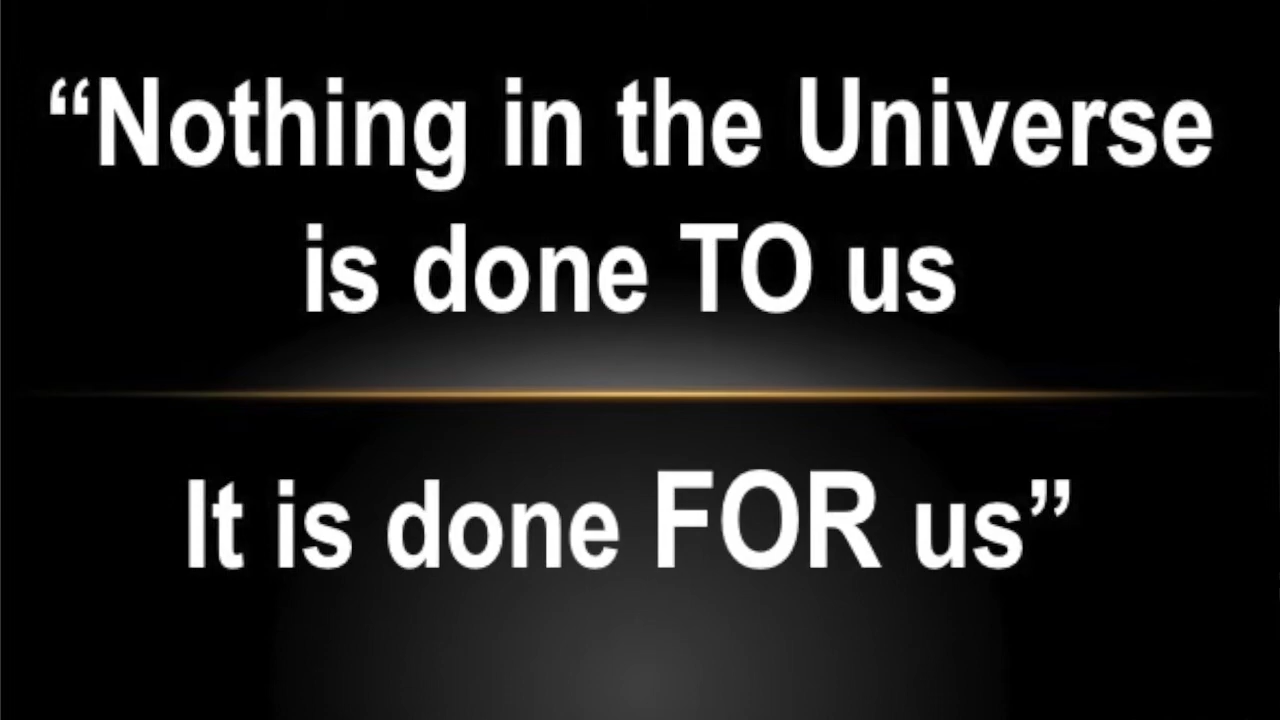 “Nothing in the Universe
is done TO us
It is done FOR us”